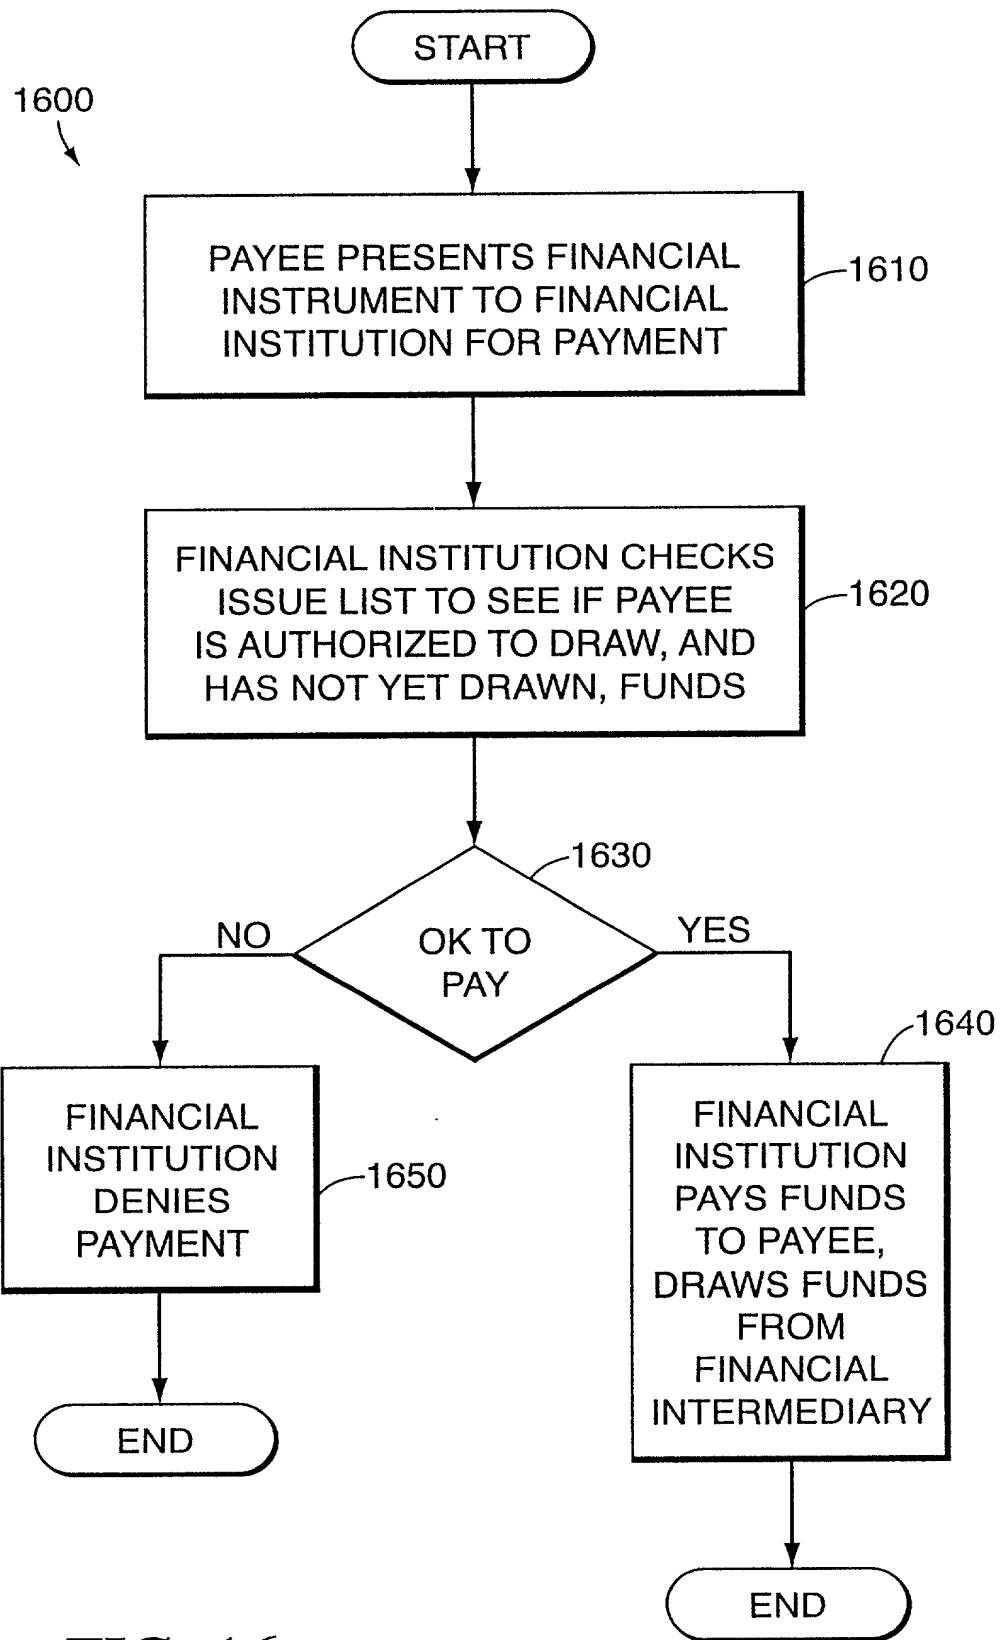 START
1600
PAYEE PRESENTS FINANCIAL
INSTRUMENT TO FINANCIAL
INSTITUTION FOR PAYMENT
1610
FINANCIAL INSTITUTION CHECKS
ISSUE LIST TO SEE IF PAYEE
IS AUTHORIZED TO DRAW, AND
HAS NOT YET DRAWN, FUNDS
1620
1630
OK TO
PAY
NO
YES
1640
FINANCIAL
INSTITUTION
DENIES
PAYMENT
1650
FINANCIAL
INSTITUTION
PAYS FUNDS
TO PAYEE,
DRAWS FUNDS
FROM
FINANCIAL
INTERMEDIARY
END
END